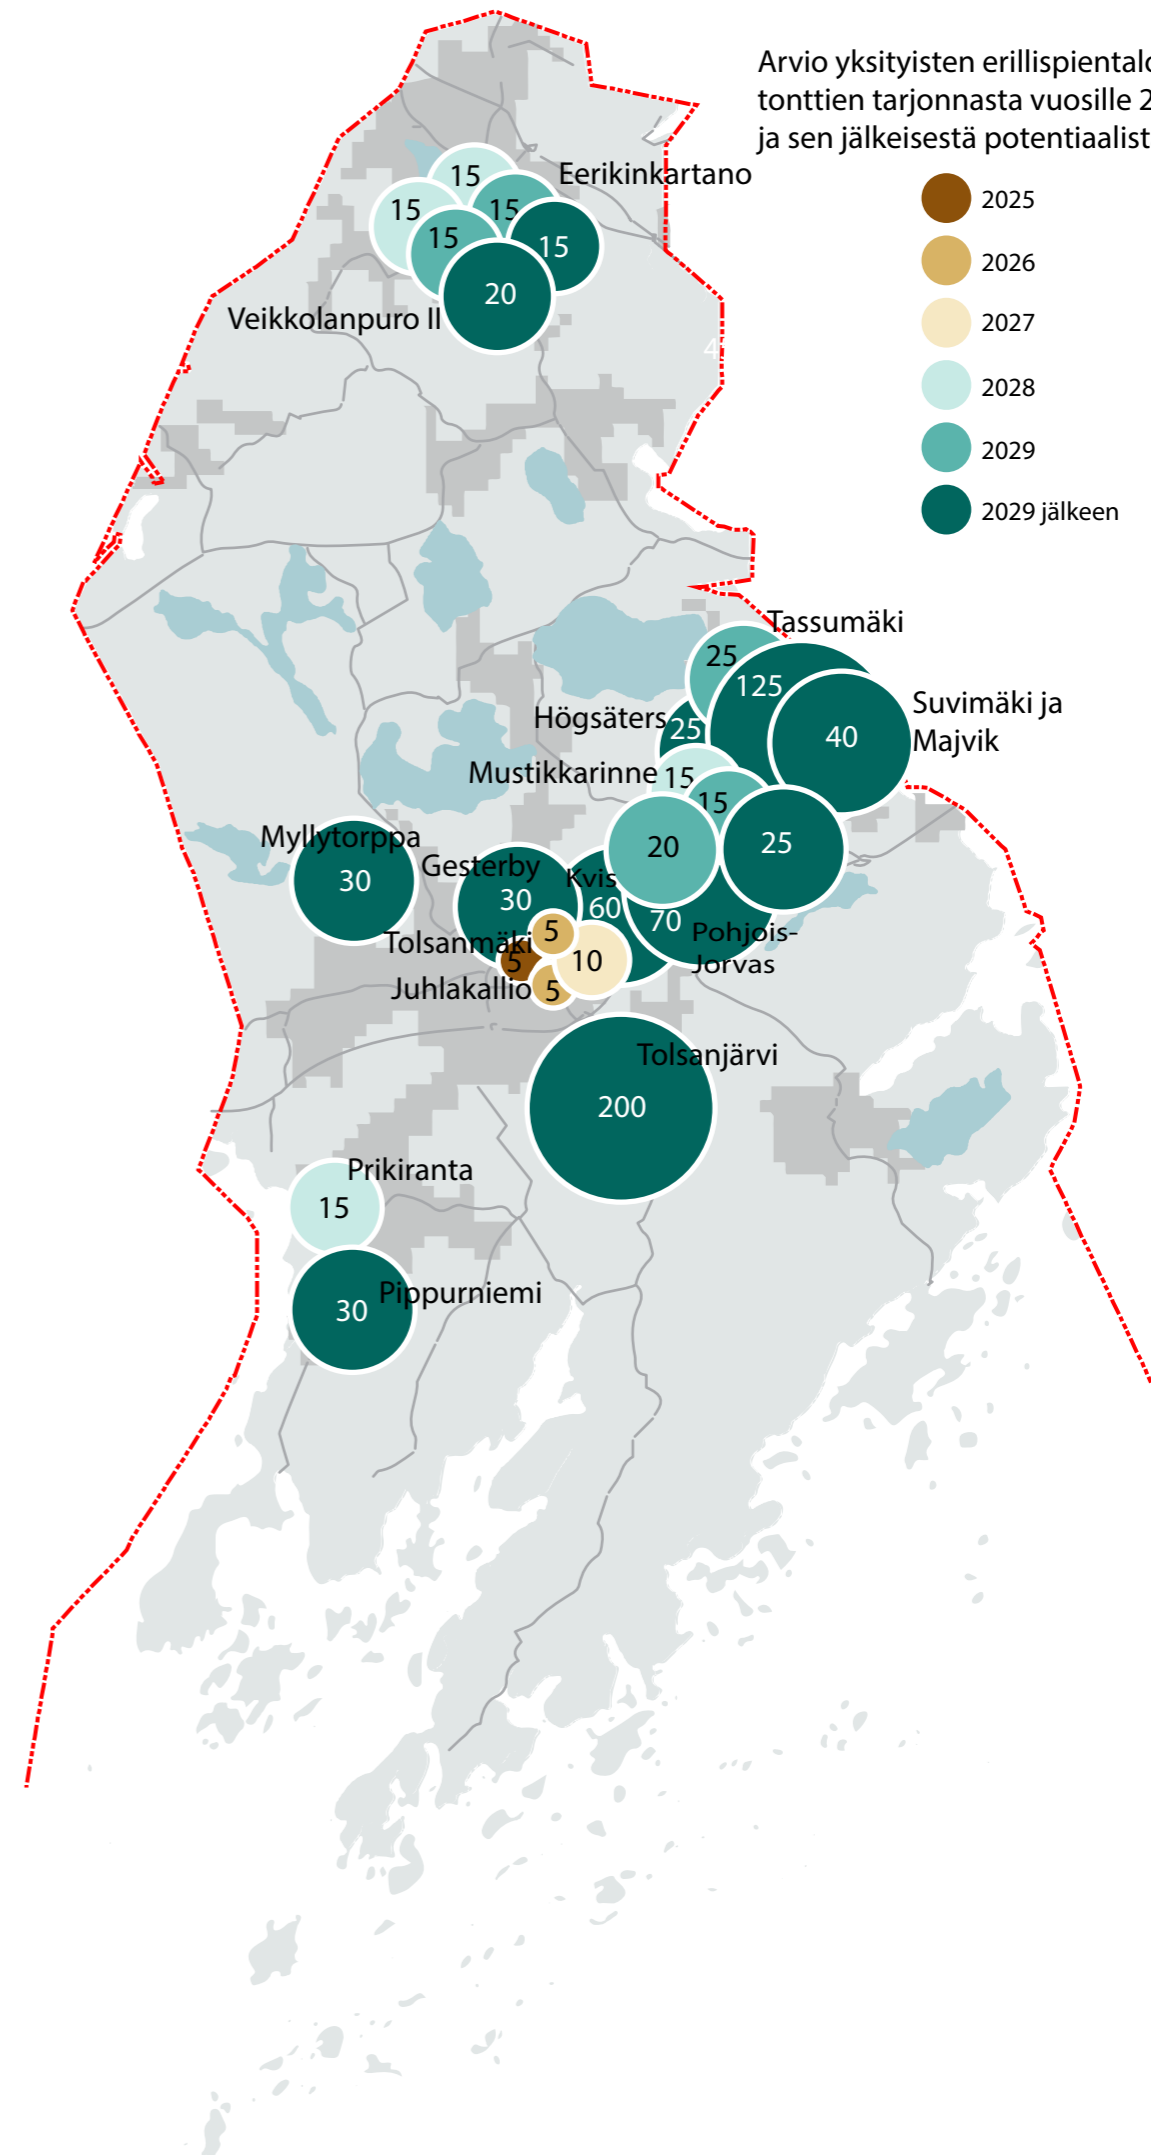 Arvio yksityisten erillispientalo
tonttien tarjonnasta vuosille 2
ja sen jälkeisestä potentiaalist
2025
2026
2027
2028
2029
2029 jälkeen
15
Eerikinkartano
15
15
15
15
20
Veikkolanpuro II
4
Tassumäki
25
125
Suvimäki ja
Majvik
40
Högsäters
25
Mustikkarinne
15
15
20
25
Myllytorppa
30
Gesterby
30
Kvis
60
70
Pohjois-
Jorvas
Tolsanmäki
5
5
10
Juhlakallio
5
Tolsanjärvi
200
Prikiranta
15
Pippurniemi
30